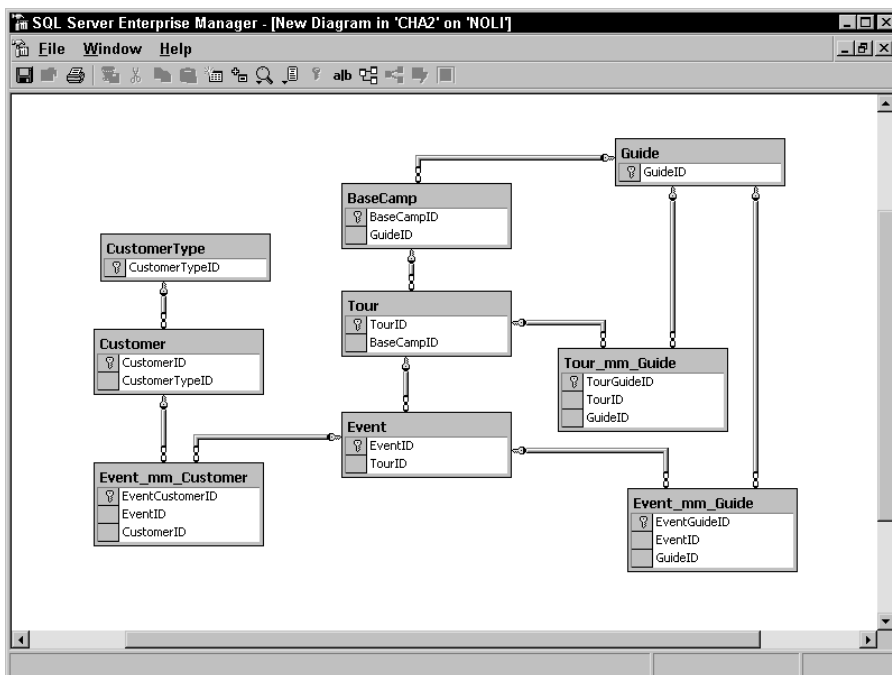 SQL Server Enterprise Manager - [New Diagram in 'CHA2' on 'NOLI']
File Window Help
a|b
Guide
GuideID
BaseCamp
BaseCampID
GuideID
CustomerType
CustomerTypeID
Tour
TourID
BaseCampID
Customer
CustomerID
CustomerTypeID
Tour_mm_Guide
TourGuideID
TourID
GuideID
Event
EventID
TourID
Event_mm_Customer
EventCustomerID
EventID
CustomerID
Event_mm_Guide
EventGuideID
EventID
GuideID